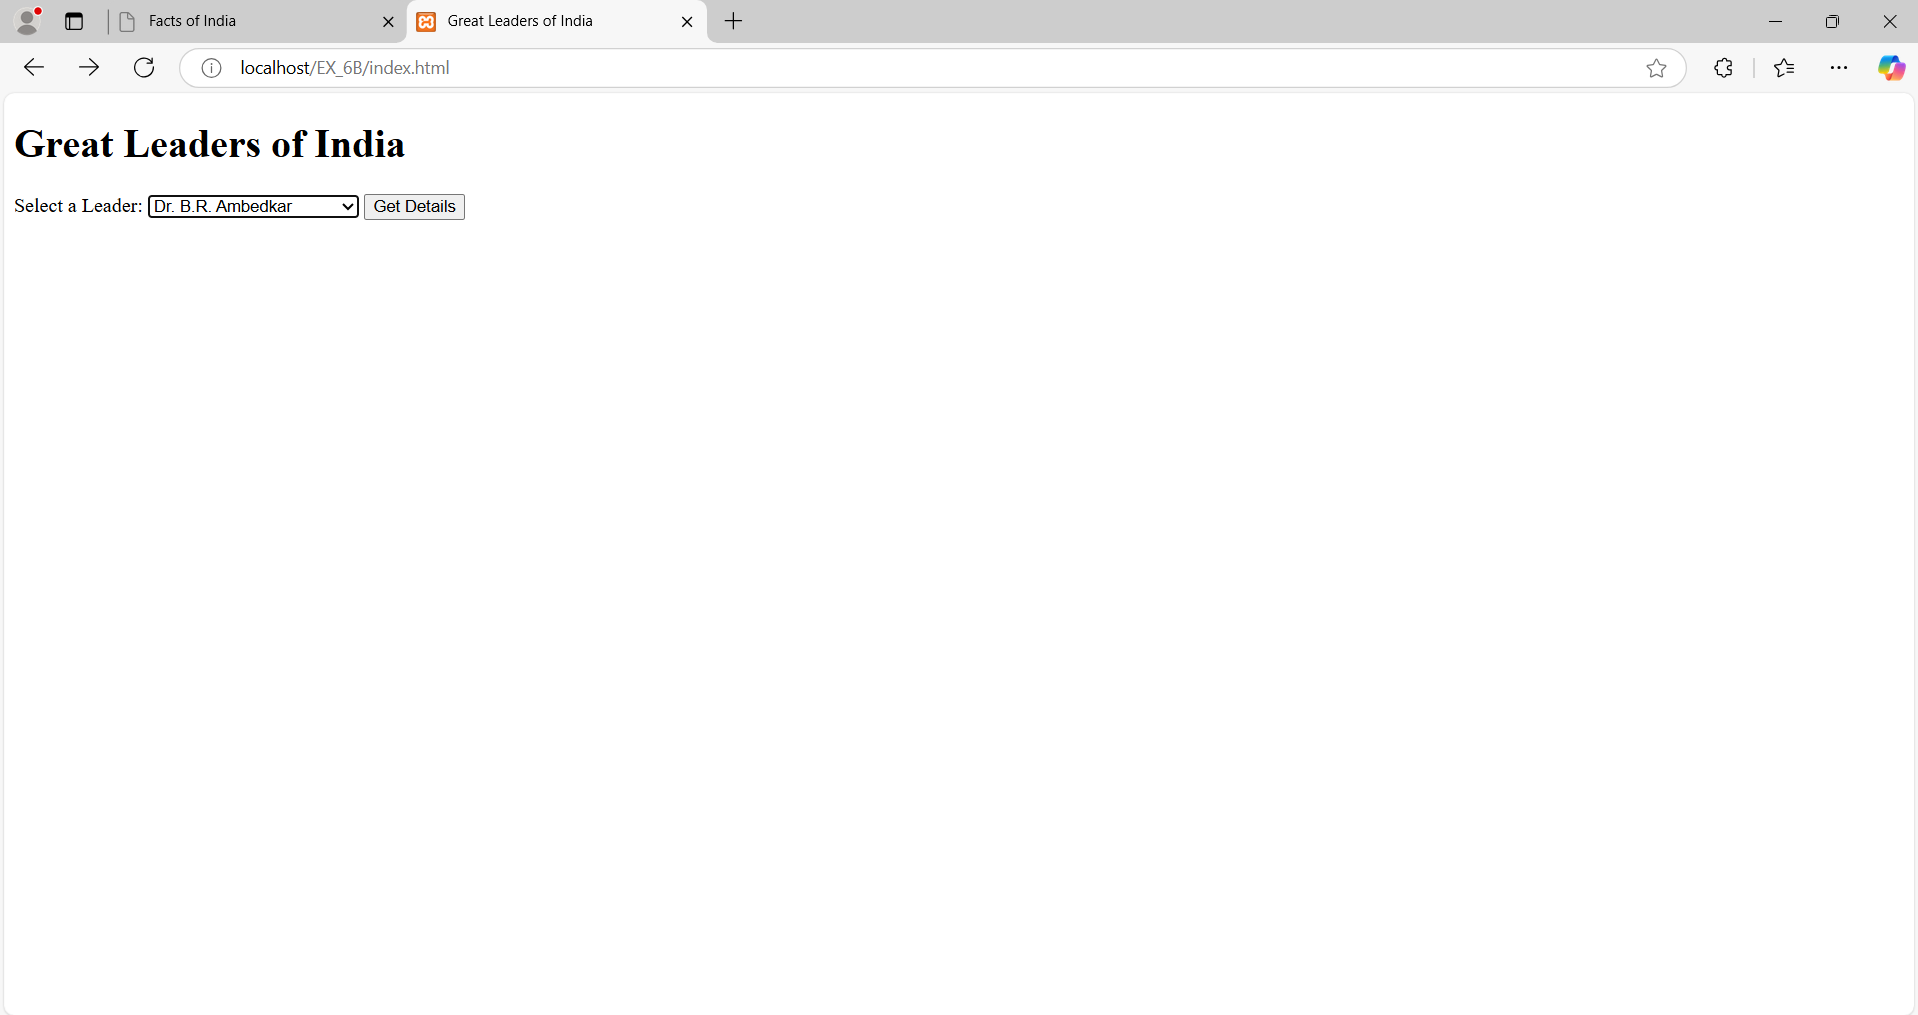 Facts of India
Great Leaders of India
localhost/EX_6B/index.html
Great Leaders of India
Select a Leader: Dr. B.R. Ambedkar Get Details